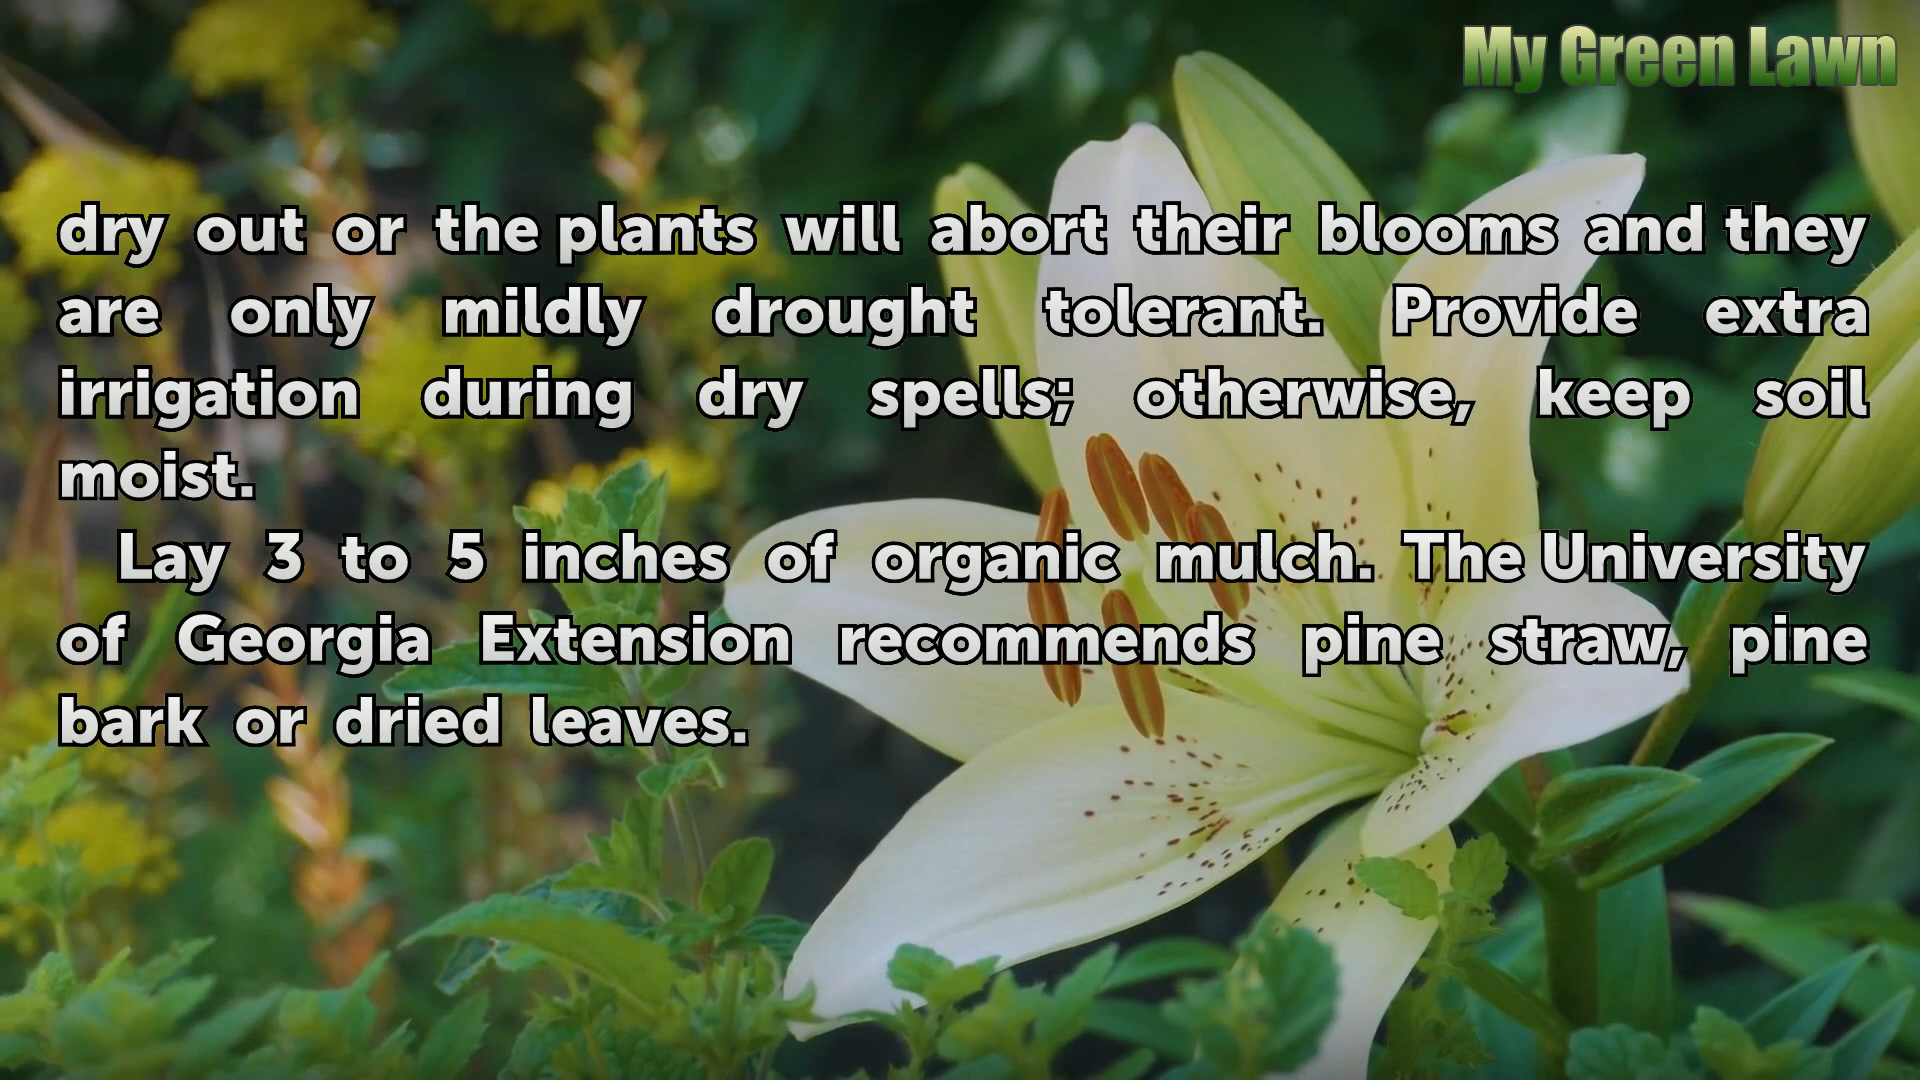 My Green Lawn
dry out or the plants will abort their blooms and they
are only mildly drought tolerant. Provide extra
irrigation during dry spells; otherwise, keep soil
moist.
Lay 3 to 5 inches of organic mulch. The University
of Georgia Extension recommends pine straw, pine
bark or dried leaves.